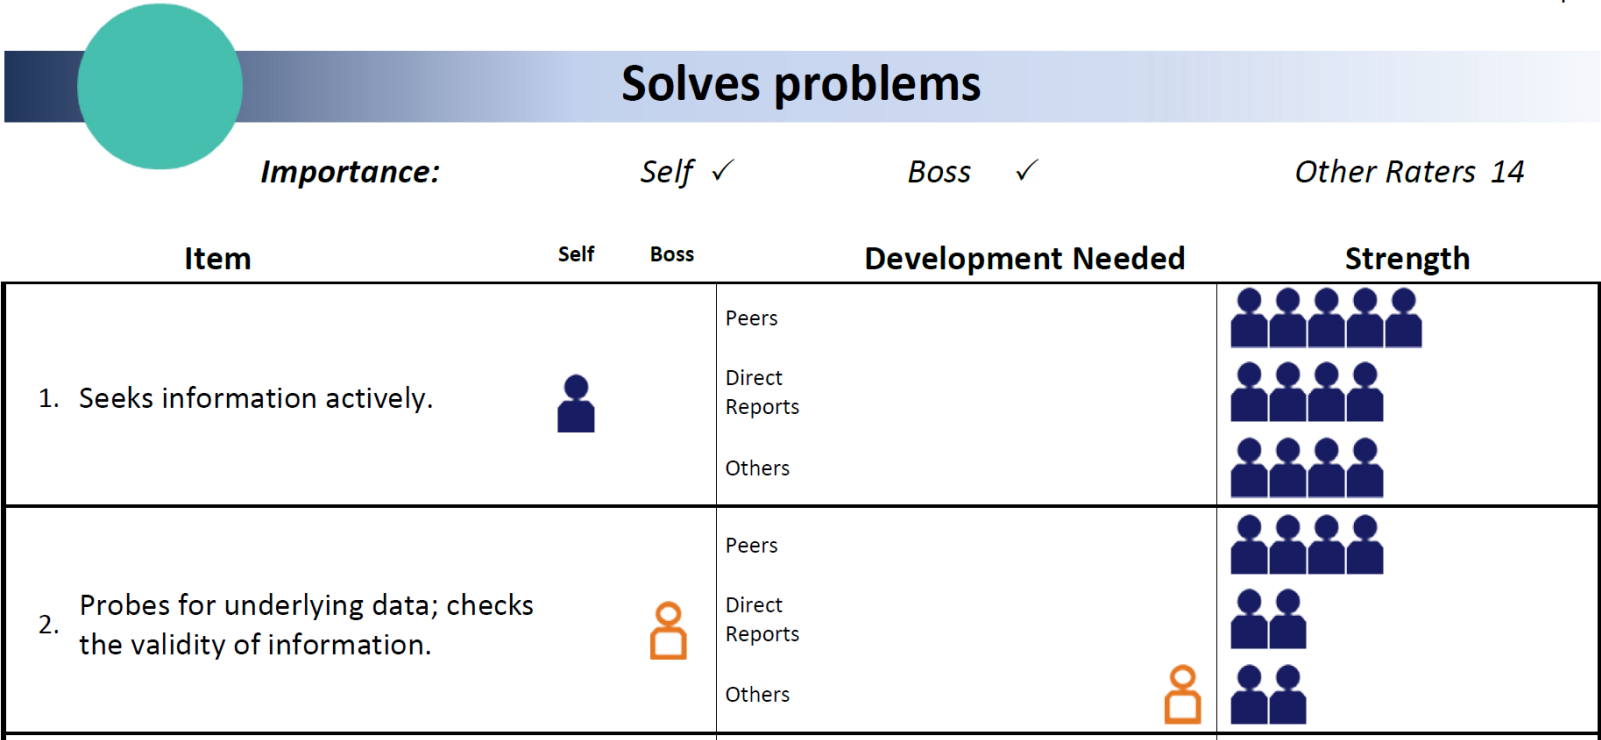 Solves problems
Importance: Self ✓ Boss ✓ Other Raters 14
Item Self Boss Development Needed Strength
Peers
1. Seeks information actively.
Direct
Reports
Others
Peers
2. Probes for underlying data; checks
the validity of information.
Direct
Reports
Others